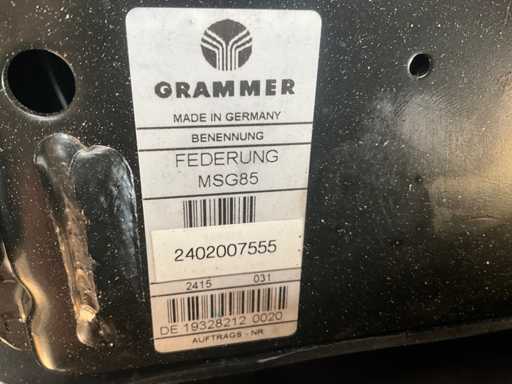 GRAMMER
MADE IN GERMANY
BENENNUNG
FEDERUNG
MSG85
2402007555
2415 031
DE 19328212 0020
AUFTRAGS - NR.